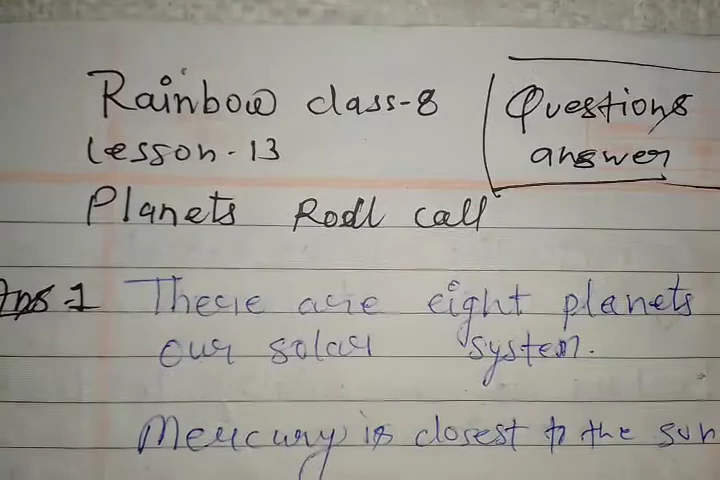 Rainbow class-8
Questions
answer
Lesson-13
Planets Roll call
Ans-1 There are eight planets
our solar system.
Mercury is closest to the sun